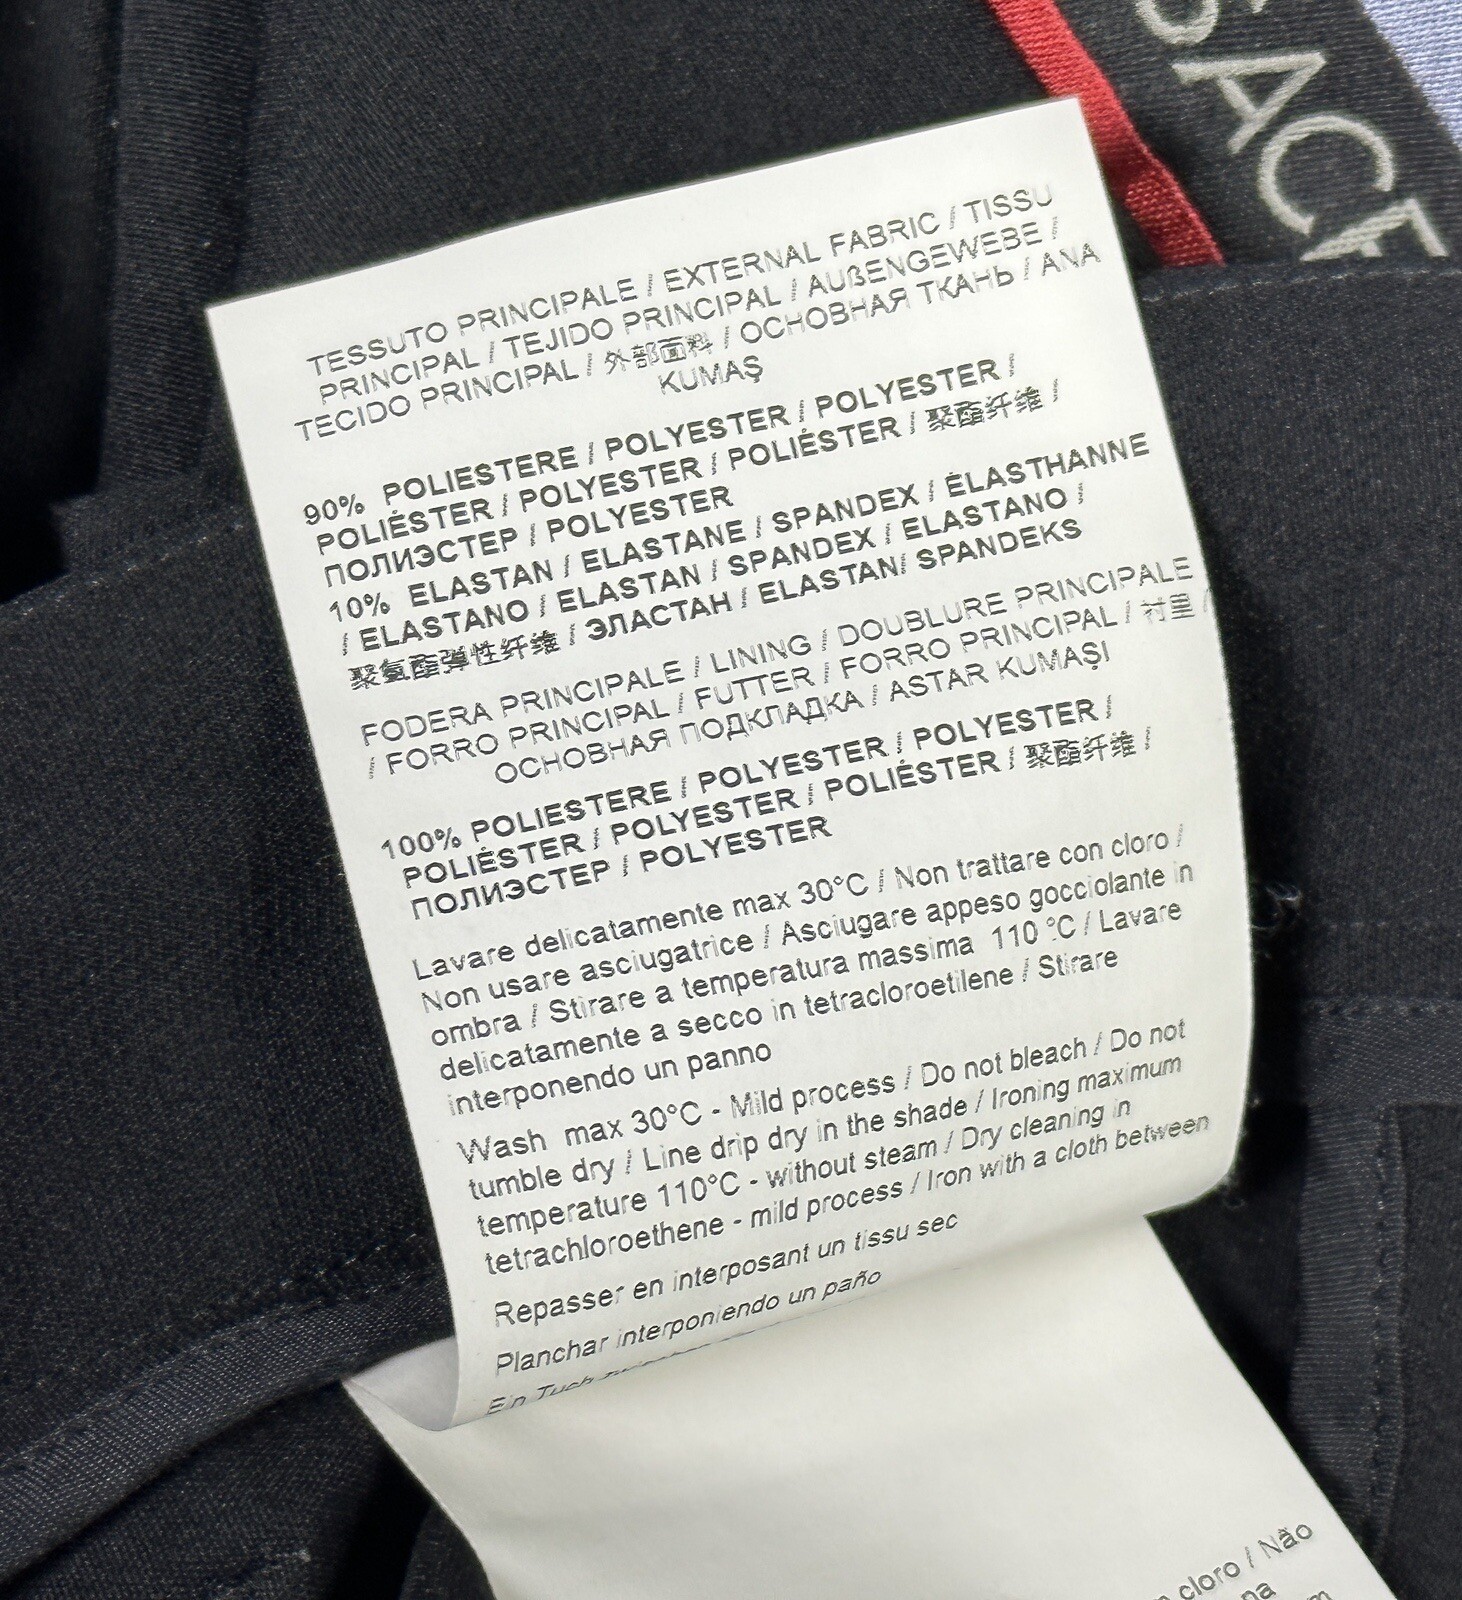 SACE
TESSUTO PRINCIPALE / EXTERNAL FABRIC / TISSU
PRINCIPAL / TEJIDO PRINCIPAL / AUßENGEWEBE /
TECIDO PRINCIPAL / 外部面料 / ОСНОВНАЯ ТКАНЬ / ANA
KUMAŞ
90% POLIESTERE / POLYESTER / POLYESTER /
POLIÉSTER / POLYESTER / POLIÉSTER / 聚酯纤维 /
ПОЛИЭСТЕР / POLYESTER
10% ELASTAN / ELASTANE / SPANDEX / ÉLASTHANNE
/ ELASTANO / ELASTAN / SPANDEX / ELASTANO /
聚氨酯弹性纤维 / ЭЛАСТАН / ELASTAN/ SPANDEKS
FODERA PRINCIPALE / LINING / DOUBLURE PRINCIPALE
/ FORRO PRINCIPAL / FUTTER / FORRO PRINCIPAL / 衬里 /
ОСНОВНАЯ ПОДКЛАДКА / ASTAR KUMAŞI
100% POLIESTERE / POLYESTER / POLYESTER /
POLIÉSTER / POLYESTER / POLIÉSTER / 聚酯纤维 /
ПОЛИЭСТЕР / POLYESTER
Lavare delicatamente max 30°C / Non trattare con cloro /
Non usare asciugatrice / Asciugare appeso gocciolante in
ombra / Stirare a temperatura massima 110 °C / Lavare
delicatamente a secco in tetracloroetilene / Stirare
interponendo un panno
Wash max 30°C - Mild process / Do not bleach / Do not
tumble dry / Line drip dry in the shade / Ironing maximum
temperature 110°C - without steam / Dry cleaning in
tetrachloroethene - mild process / Iron with a cloth between
Repasser en interposant un tissu sec
Planchar interponiendo un paño
Ein Tuch
cloro / Não